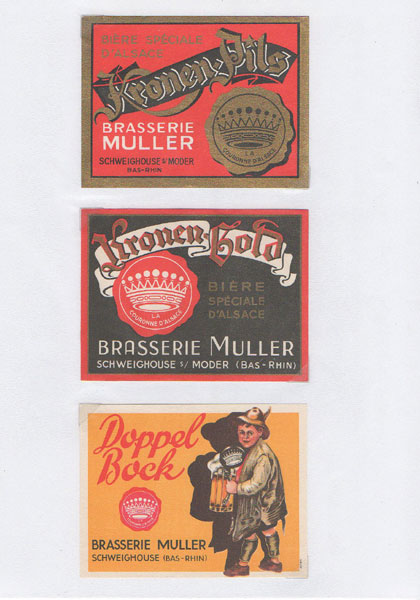 BIÈRE SPÉCIALE
D'ALSACE
Kronen-Pils
BRASSERIE
MULLER
SCHWEIGHOUSE S/ MODER
BAS-RHIN
LA
COURONNE D'ALSACE
Kronen-Gold
BIÈRE
SPÉCIALE
D'ALSACE
LA
COURONNE D'ALSACE
BRASSERIE MULLER
SCHWEIGHOUSE S/ MODER (BAS-RHIN)
Doppel
Bock
BRASSERIE MULLER
SCHWEIGHOUSE (BAS-RHIN)